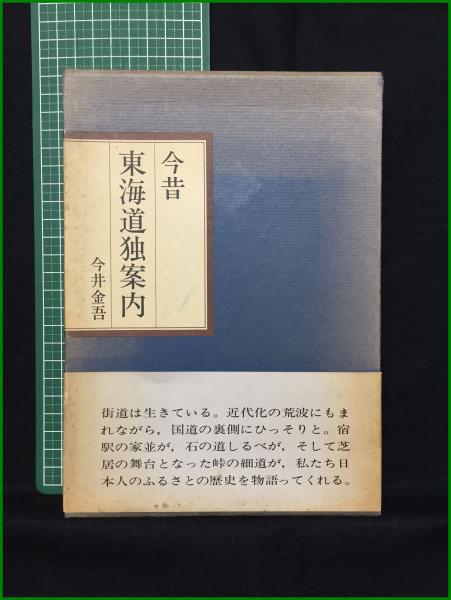 今昔
東海道独案内
今井金吾
街道は生きている。近代化の荒波にもま
れながら，国道の裏側にひっそりと。宿
駅の家並が，石の道しるべが，そして芝
居の舞台となった峠の細道が，私たち日
本人のふるさとの歴史を物語ってくれる。